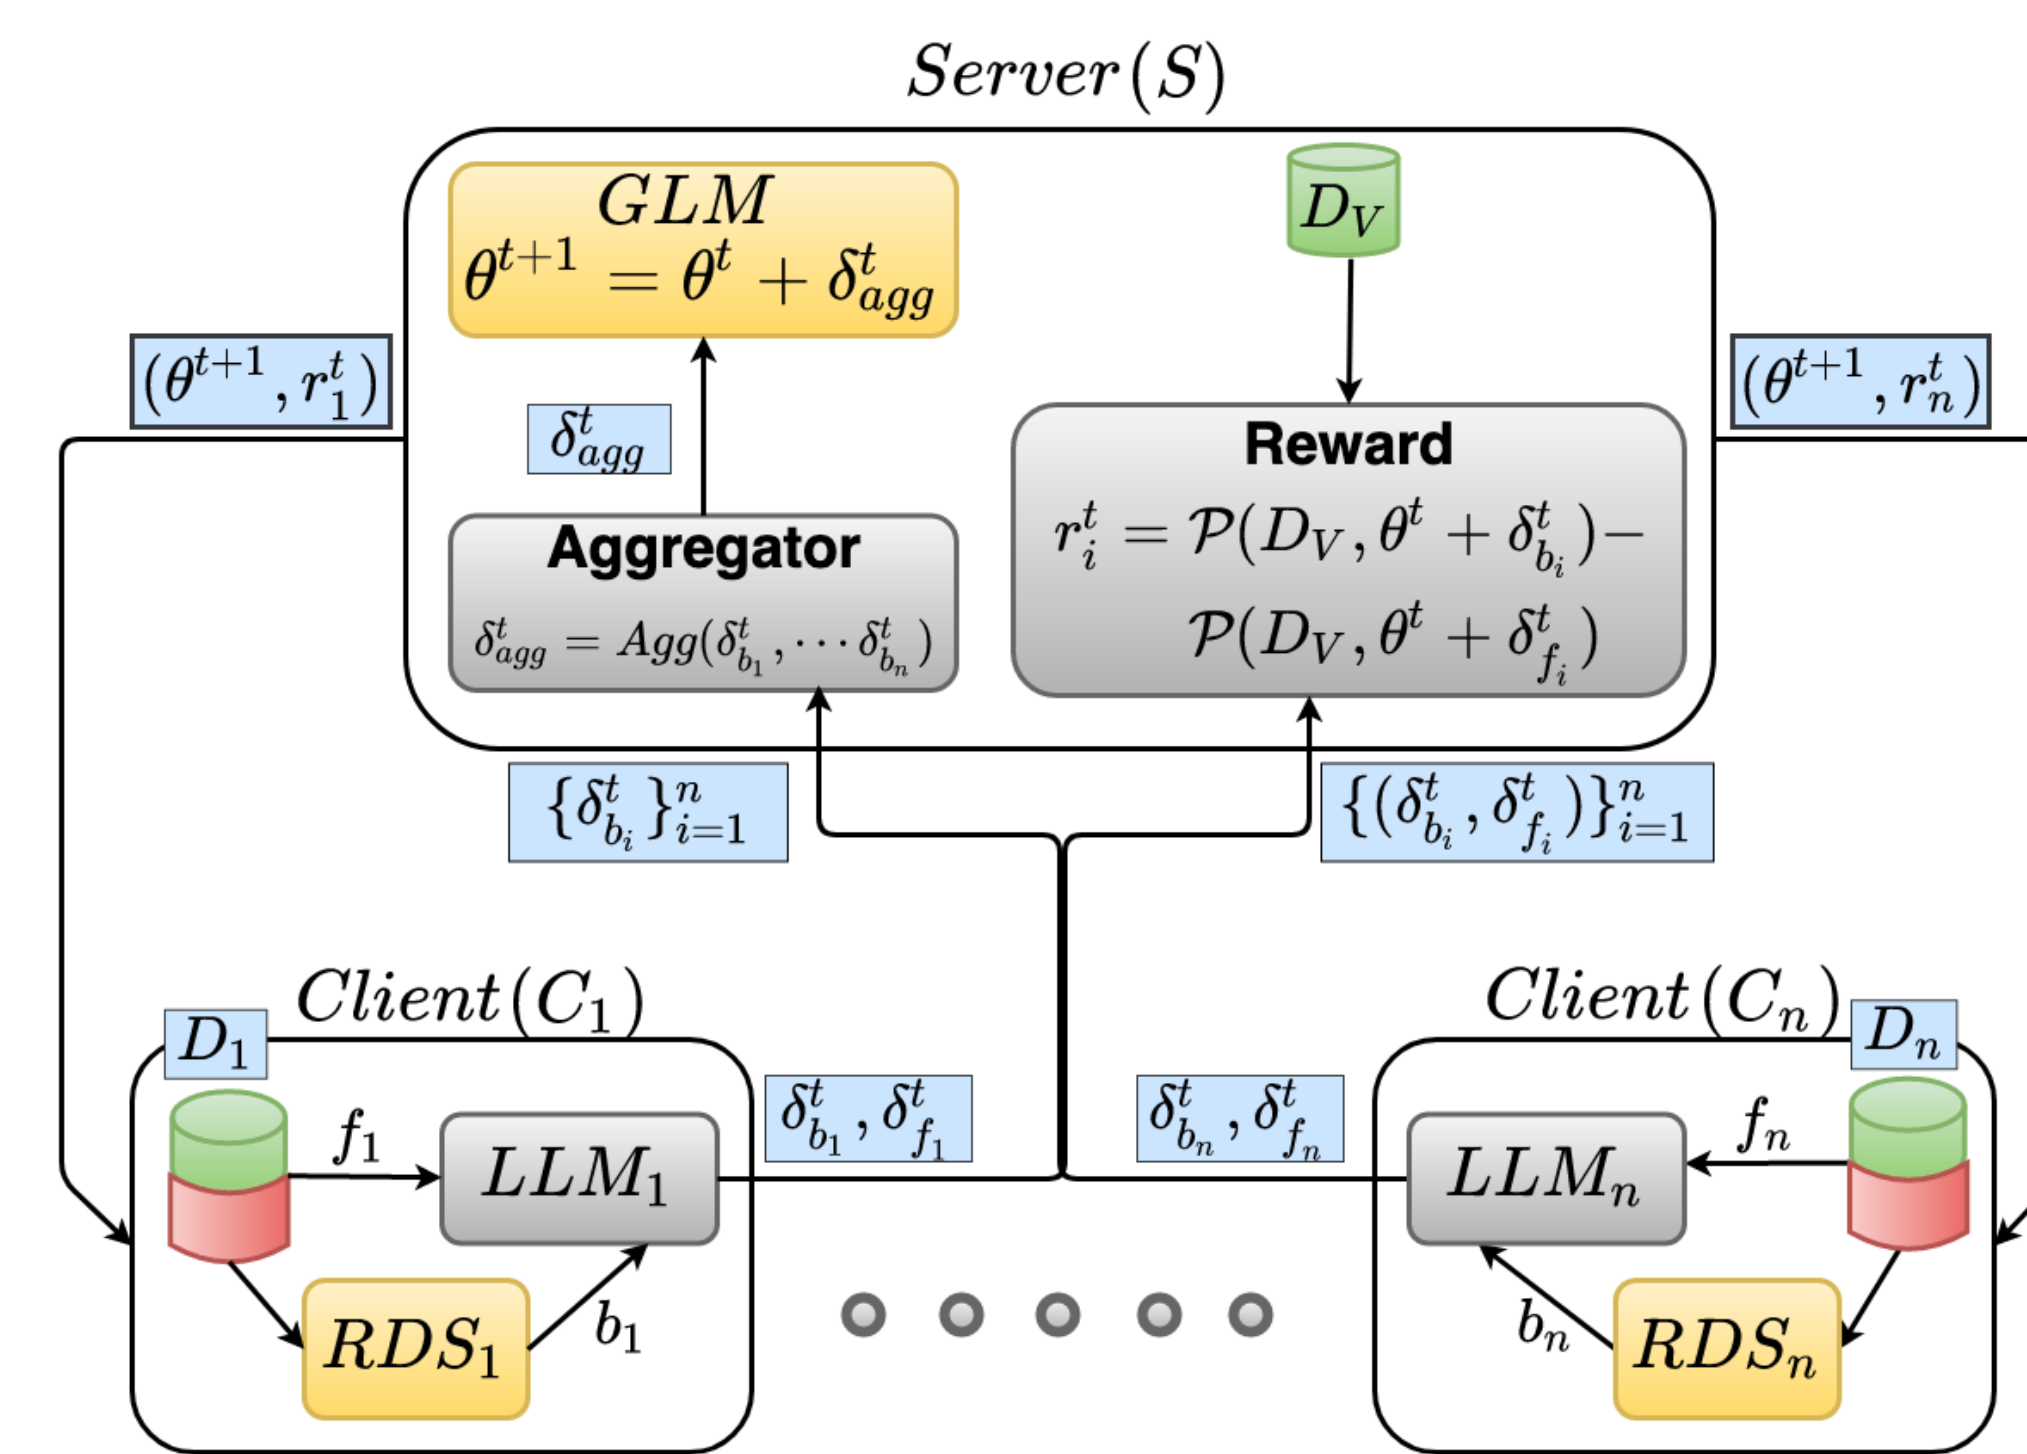 Server(S)
GLM
θ^{t+1} = θ^t + δ^t_{agg}
D_V
(θ^{t+1}, r^t_1)
(θ^{t+1}, r^t_n)
δ^t_{agg}
Reward
r^t_i = 𝒫(D_V, θ^t + δ^t_{b_i})−
𝒫(D_V, θ^t + δ^t_{f_i})
Aggregator
δ^t_{agg} = Agg(δ^t_{b_1}, ⋯ δ^t_{b_n})
{δ^t_{b_i}}^n_{i=1}
{(δ^t_{b_i}, δ^t_{f_i})}^n_{i=1}
Client(C_1)
D_1
f_1
LLM_1
RDS_1
b_1
δ^t_{b_1}, δ^t_{f_1}
δ^t_{b_n}, δ^t_{f_n}
Client(C_n)
D_n
f_n
LLM_n
b_n
RDS_n